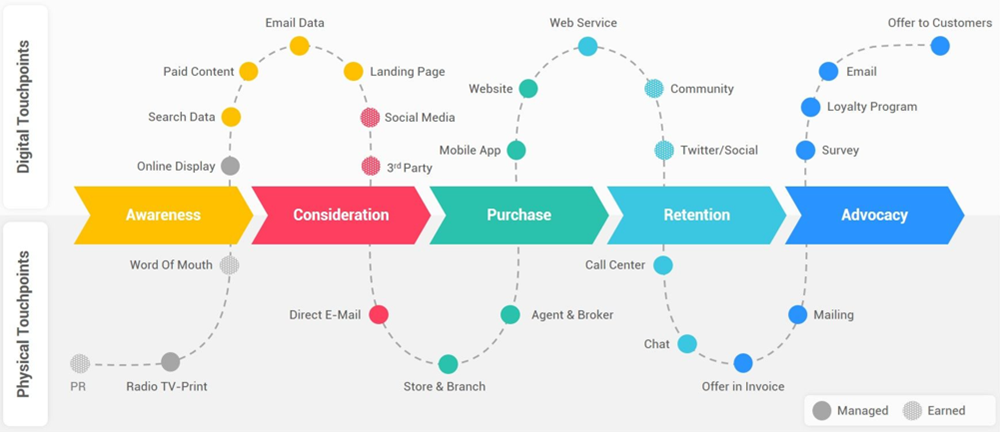 Digital Touchpoints
Email Data
Web Service
Offer to Customers
Paid Content
Landing Page
Website
Community
Email
Search Data
Social Media
Loyalty Program
Online Display
3rd Party
Mobile App
Twitter/Social
Survey
Awareness
Consideration
Purchase
Retention
Advocacy
Physical Touchpoints
Word Of Mouth
Call Center
Direct E-Mail
Agent & Broker
Mailing
Chat
PR
Radio TV-Print
Store & Branch
Offer in Invoice
Managed
Earned